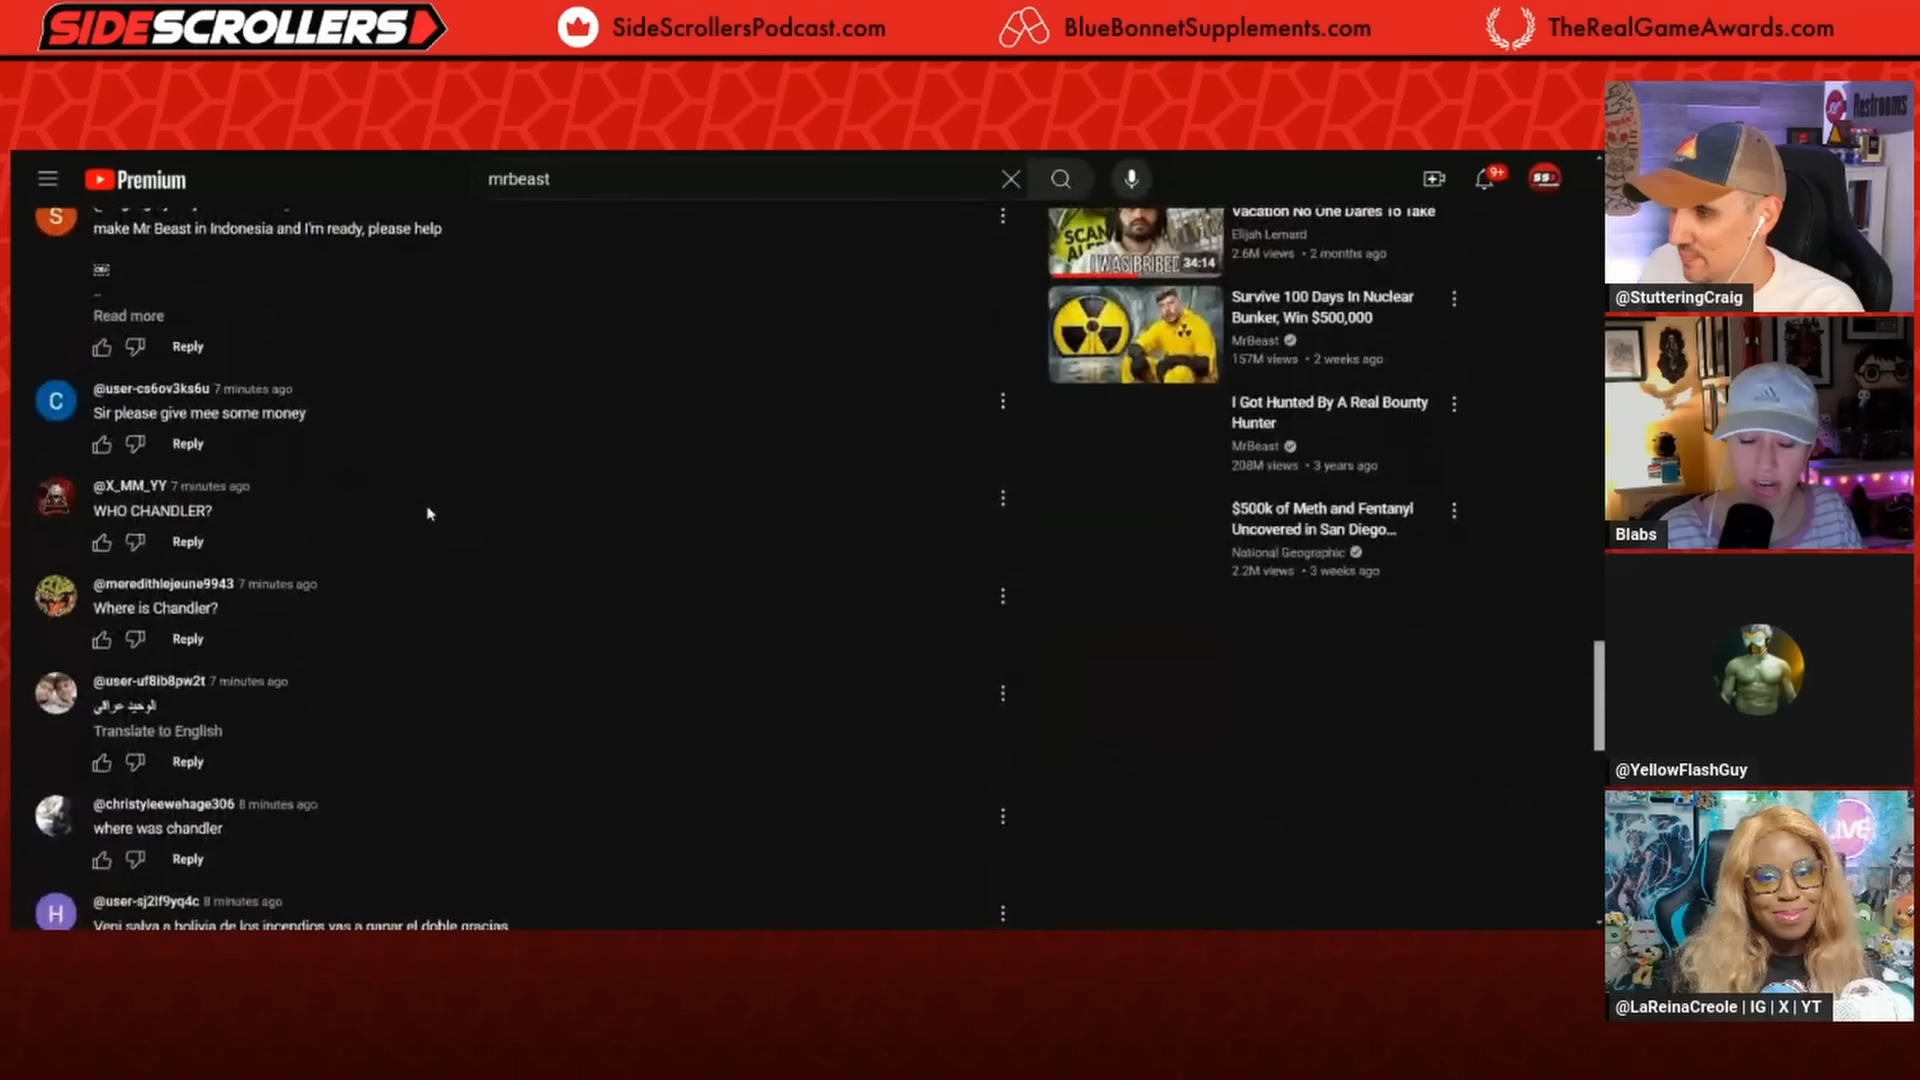 SIDESCROLLERS
SideScrollersPodcast.com
BlueBonnetSupplements.com
TheRealGameAwards.com
Premium
mrbeast
9+
S
make Mr Beast in Indonesia and I'm ready, please help
Read more
Reply
C
@user-cs6ov3ks6u 7 minutes ago
Sir please give mee some money
Reply
@X_MM_YY 7 minutes ago
WHO CHANDLER?
Reply
@meredithlejeune9943 7 minutes ago
Where is Chandler?
Reply
@user-uf8ib8pw2t 7 minutes ago
الوحيد عراقي
Translate to English
Reply
@christyleewehage306 8 minutes ago
where was chandler
Reply
H
@user-sj2lf9yq4c 8 minutes ago
Veni salva a bolivia de los incendios vas a ganar el doble gracias
I WAS BRIBED 34:14
Vacation No One Dares To Take
Elijah Lemard
2.6M views • 2 months ago
Survive 100 Days In Nuclear
Bunker, Win $500,000
MrBeast
157M views • 2 weeks ago
I Got Hunted By A Real Bounty
Hunter
MrBeast
208M views • 3 years ago
$500k of Meth and Fentanyl
Uncovered in San Diego...
National Geographic
2.2M views • 3 weeks ago
Restrooms
@StutteringCraig
Blabs
@YellowFlashGuy
LIVE
@LaReinaCreole | IG | X | YT